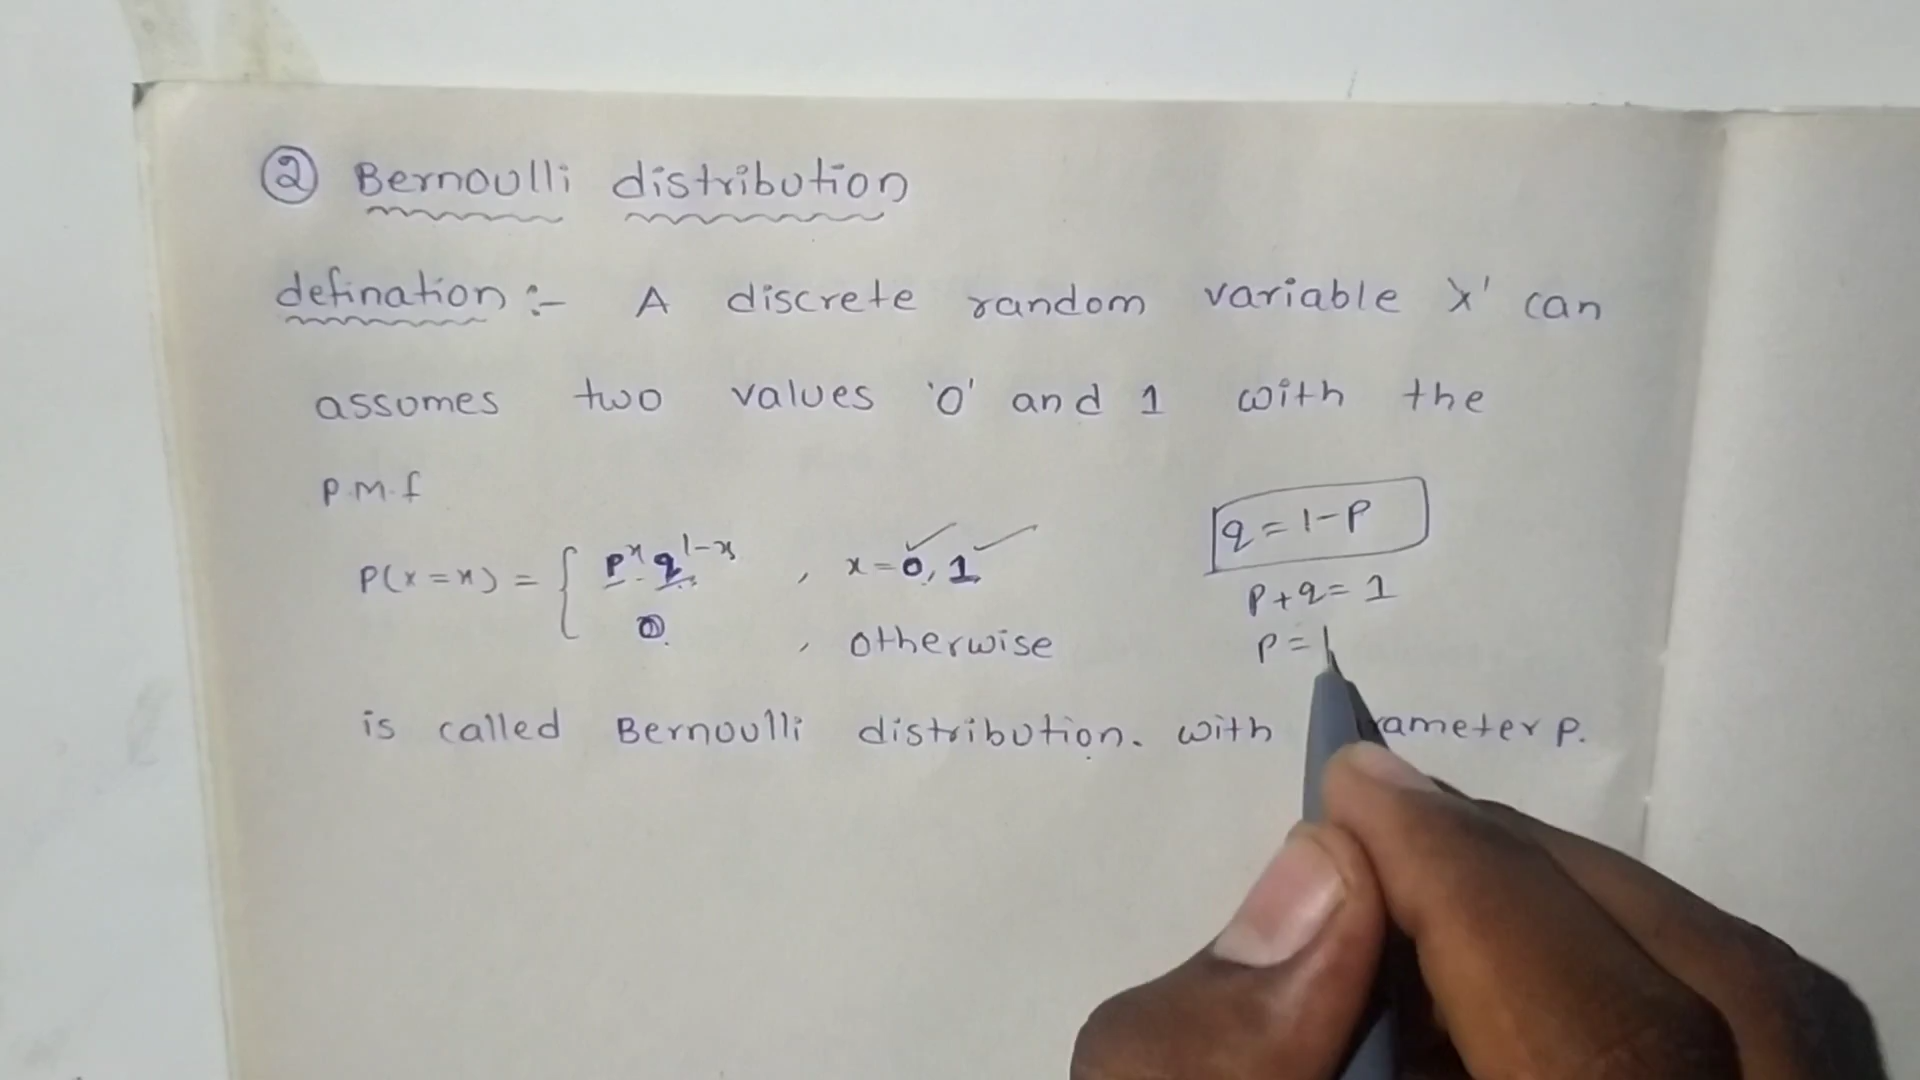 ② Bernoulli distribution
defination :- A discrete random variable 'x' can
assumes two values '0' and 1 with the
p.m.f
q = 1-p
P(x=x) = { p^x q^1-x , x = 0, 1
p + q = 1
0 , otherwise
p = 1
is called Bernoulli distribution. with rameter p.